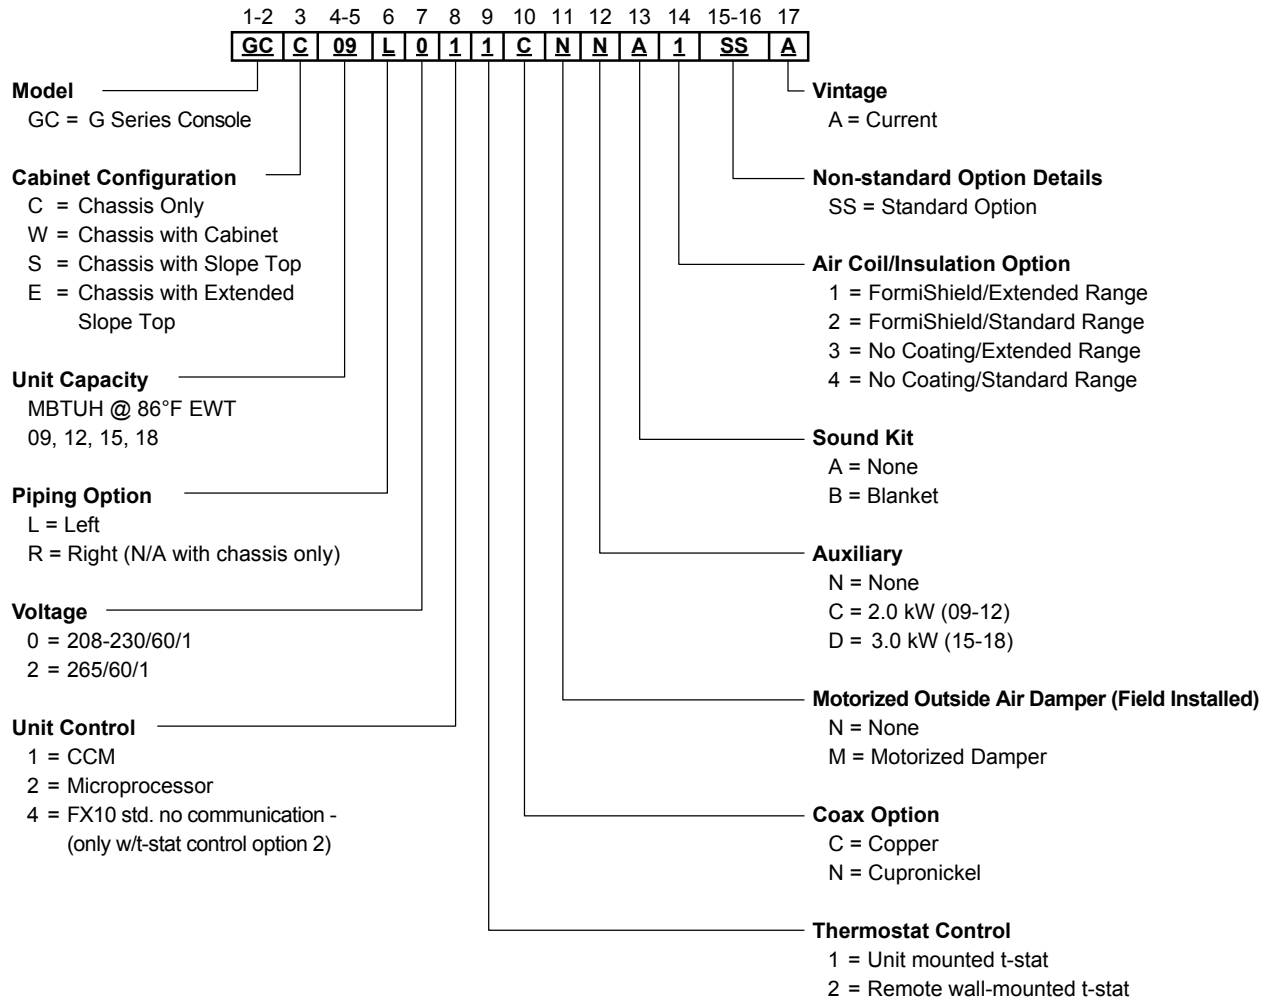 1-2 3 4-5 6 7 8 9 10 11 12 13 14 15-16 17
GC C 09 L 0 1 1 C N N A 1 SS A
Model
GC = G Series Console
Cabinet Configuration
C = Chassis Only
W = Chassis with Cabinet
S = Chassis with Slope Top
E = Chassis with Extended
Slope Top
Unit Capacity
MBTUH @ 86°F EWT
09, 12, 15, 18
Piping Option
L = Left
R = Right (N/A with chassis only)
Voltage
0 = 208-230/60/1
2 = 265/60/1
Unit Control
1 = CCM
2 = Microprocessor
4 = FX10 std. no communication -
(only w/t-stat control option 2)
Vintage
A = Current
Non-standard Option Details
SS = Standard Option
Air Coil/Insulation Option
1 = FormiShield/Extended Range
2 = FormiShield/Standard Range
3 = No Coating/Extended Range
4 = No Coating/Standard Range
Sound Kit
A = None
B = Blanket
Auxiliary
N = None
C = 2.0 kW (09-12)
D = 3.0 kW (15-18)
Motorized Outside Air Damper (Field Installed)
N = None
M = Motorized Damper
Coax Option
C = Copper
N = Cupronickel
Thermostat Control
1 = Unit mounted t-stat
2 = Remote wall-mounted t-stat